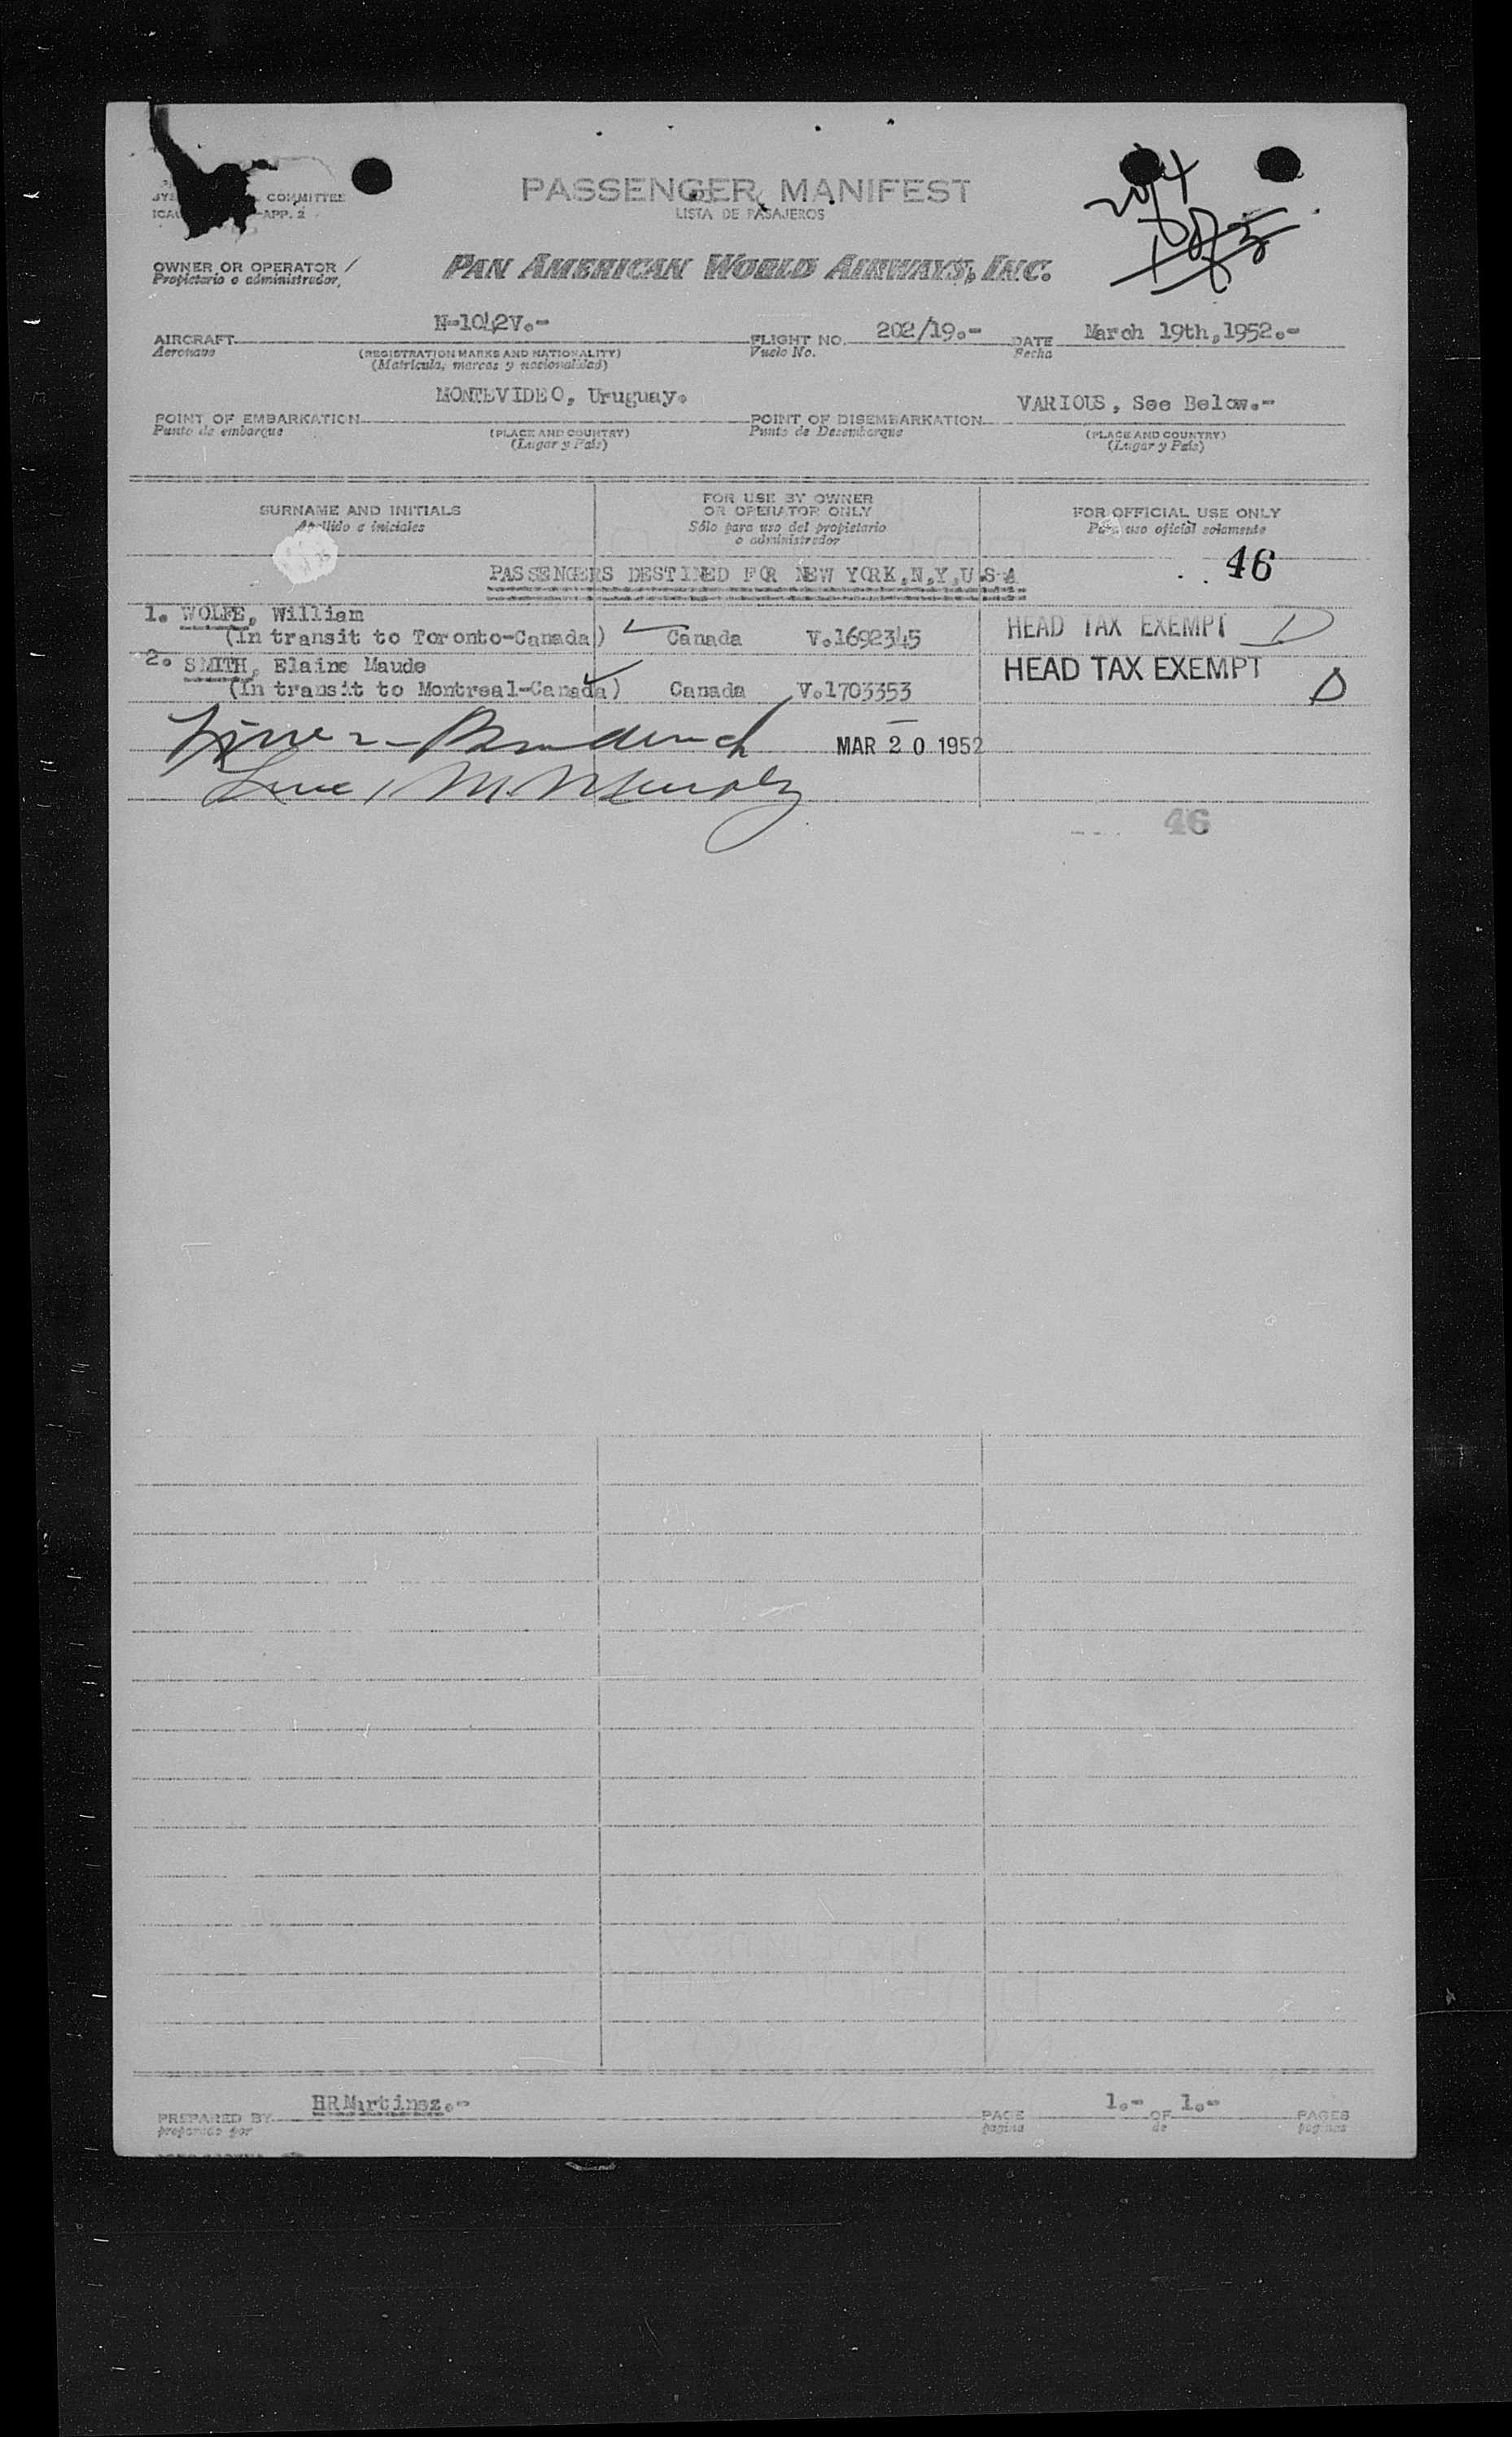 COMMITTEE
ICAO APP. 2
PASSENGER MANIFEST
LISTA DE PASAJEROS
OWNER OR OPERATOR
Propietario o administrador,
PAN AMERICAN WORLD AIRWAYS, INC.
AIRCRAFT N-1042V.- FLIGHT NO. 202/19.- DATE March 19th,1952.-
Aeronave (REGISTRATION MARKS AND NATIONALITY) Vuelo No. Fecha
(Matricula, marcas y nacionalidad)
POINT OF EMBARKATION MONTEVIDEO, Uruguay. POINT OF DISEMBARKATION VARIOUS, See Below.-
Punto de embarque (PLACE AND COUNTRY) Punto de Desembarque (PLACE AND COUNTRY)
(Lugar y País) (Lugar y País)
SURNAME AND INITIALS
Apellido e iniciales
FOR USE BY OWNER
OR OPERATOR ONLY
Sólo para uso del propietario
o administrador
FOR OFFICIAL USE ONLY
Para uso oficial solamente
46
PASSENGERS DESTINED FOR NEW YORK,N,Y,U.S.A
1. WOLFE, William
(In transit to Toronto-Canada) Canada V.1692345 HEAD TAX EXEMPT D
2. SMITH, Elaine Maude
(In transit to Montreal-Canada) Canada V.1703353 HEAD TAX EXEMPT D
MAR 20 1952
46
PREPARED BY HRMartinez.- PAGE 1.- OF 1.- PAGES
preparado por pagina de paginas